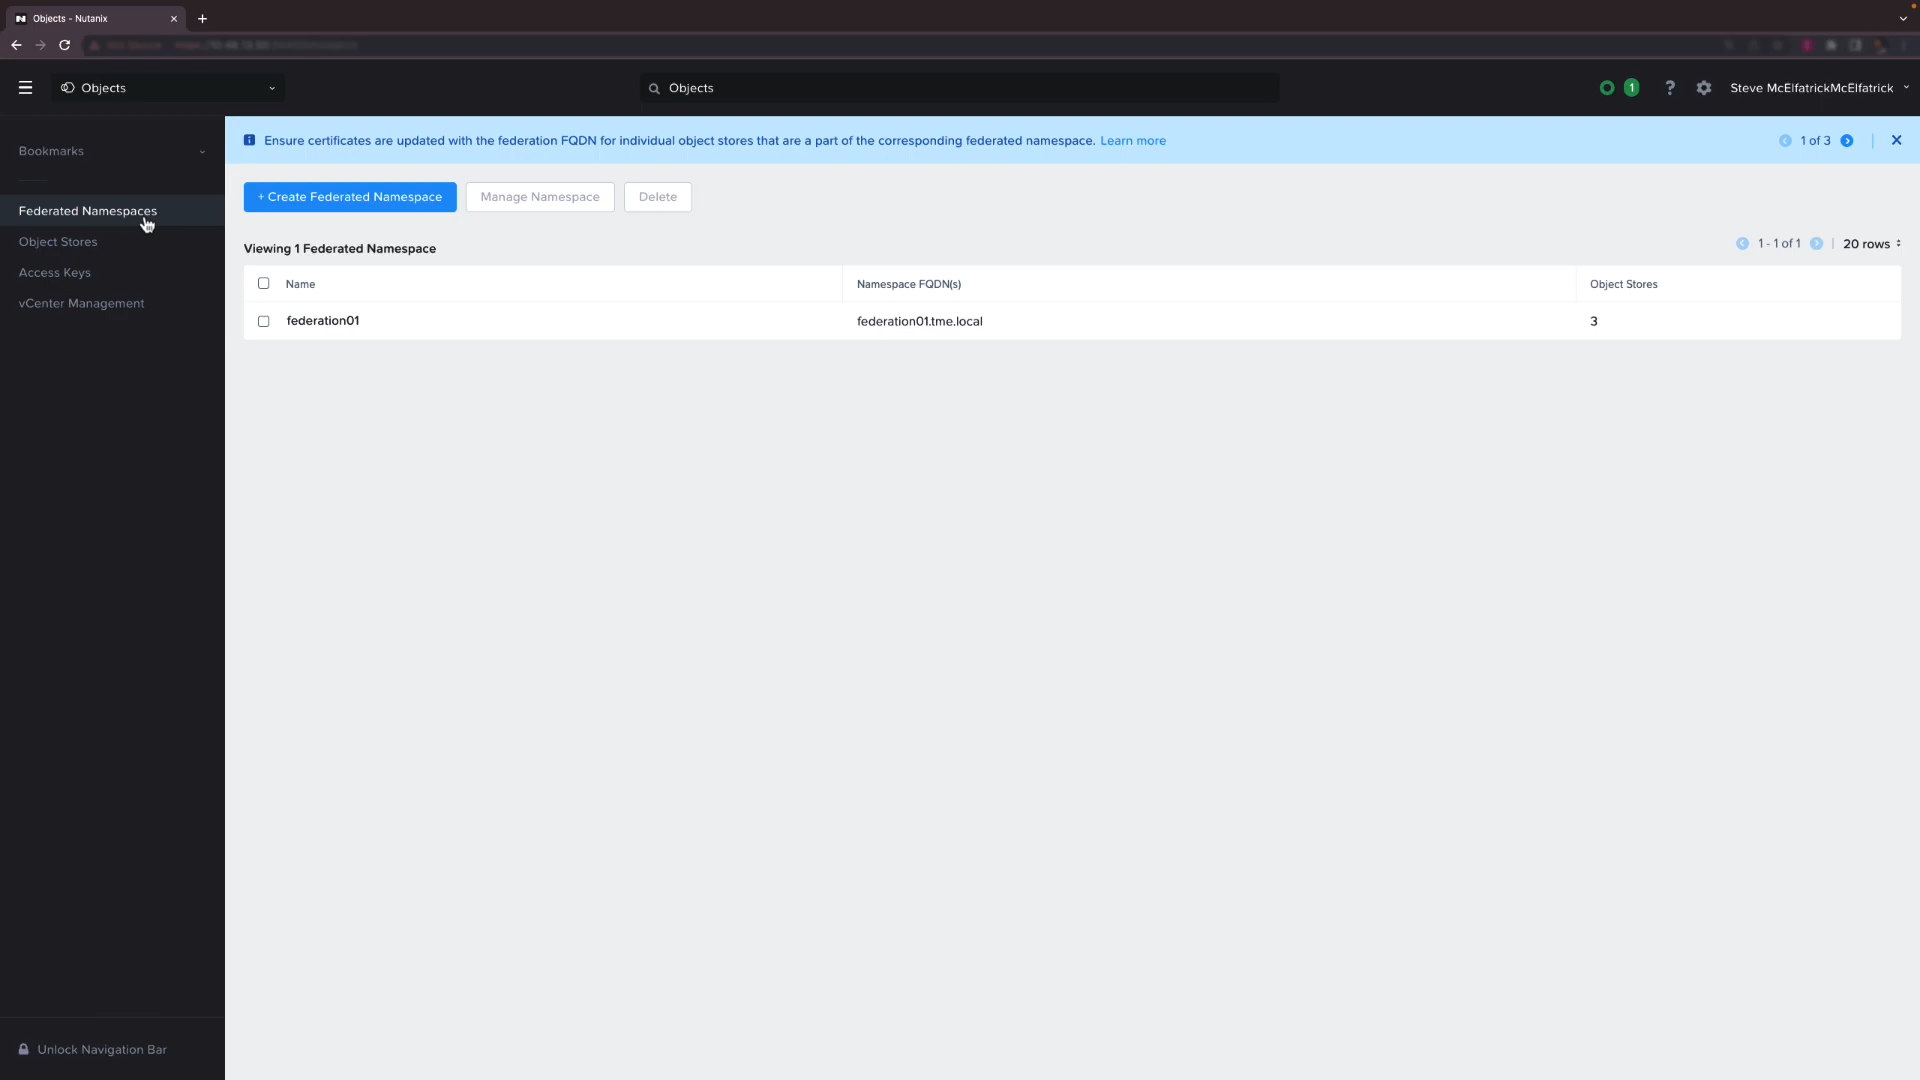 Objects - Nutanix
Objects
Objects
1
?
Steve McElfatrickMcElfatrick
Bookmarks
Federated Namespaces
Object Stores
Access Keys
vCenter Management
Unlock Navigation Bar
Ensure certificates are updated with the federation FQDN for individual object stores that are a part of the corresponding federated namespace. Learn more
1 of 3
+ Create Federated Namespace
Manage Namespace
Delete
Viewing 1 Federated Namespace
1 - 1 of 1
20 rows
Name
Namespace FQDN(s)
Object Stores
federation01
federation01.tme.local
3